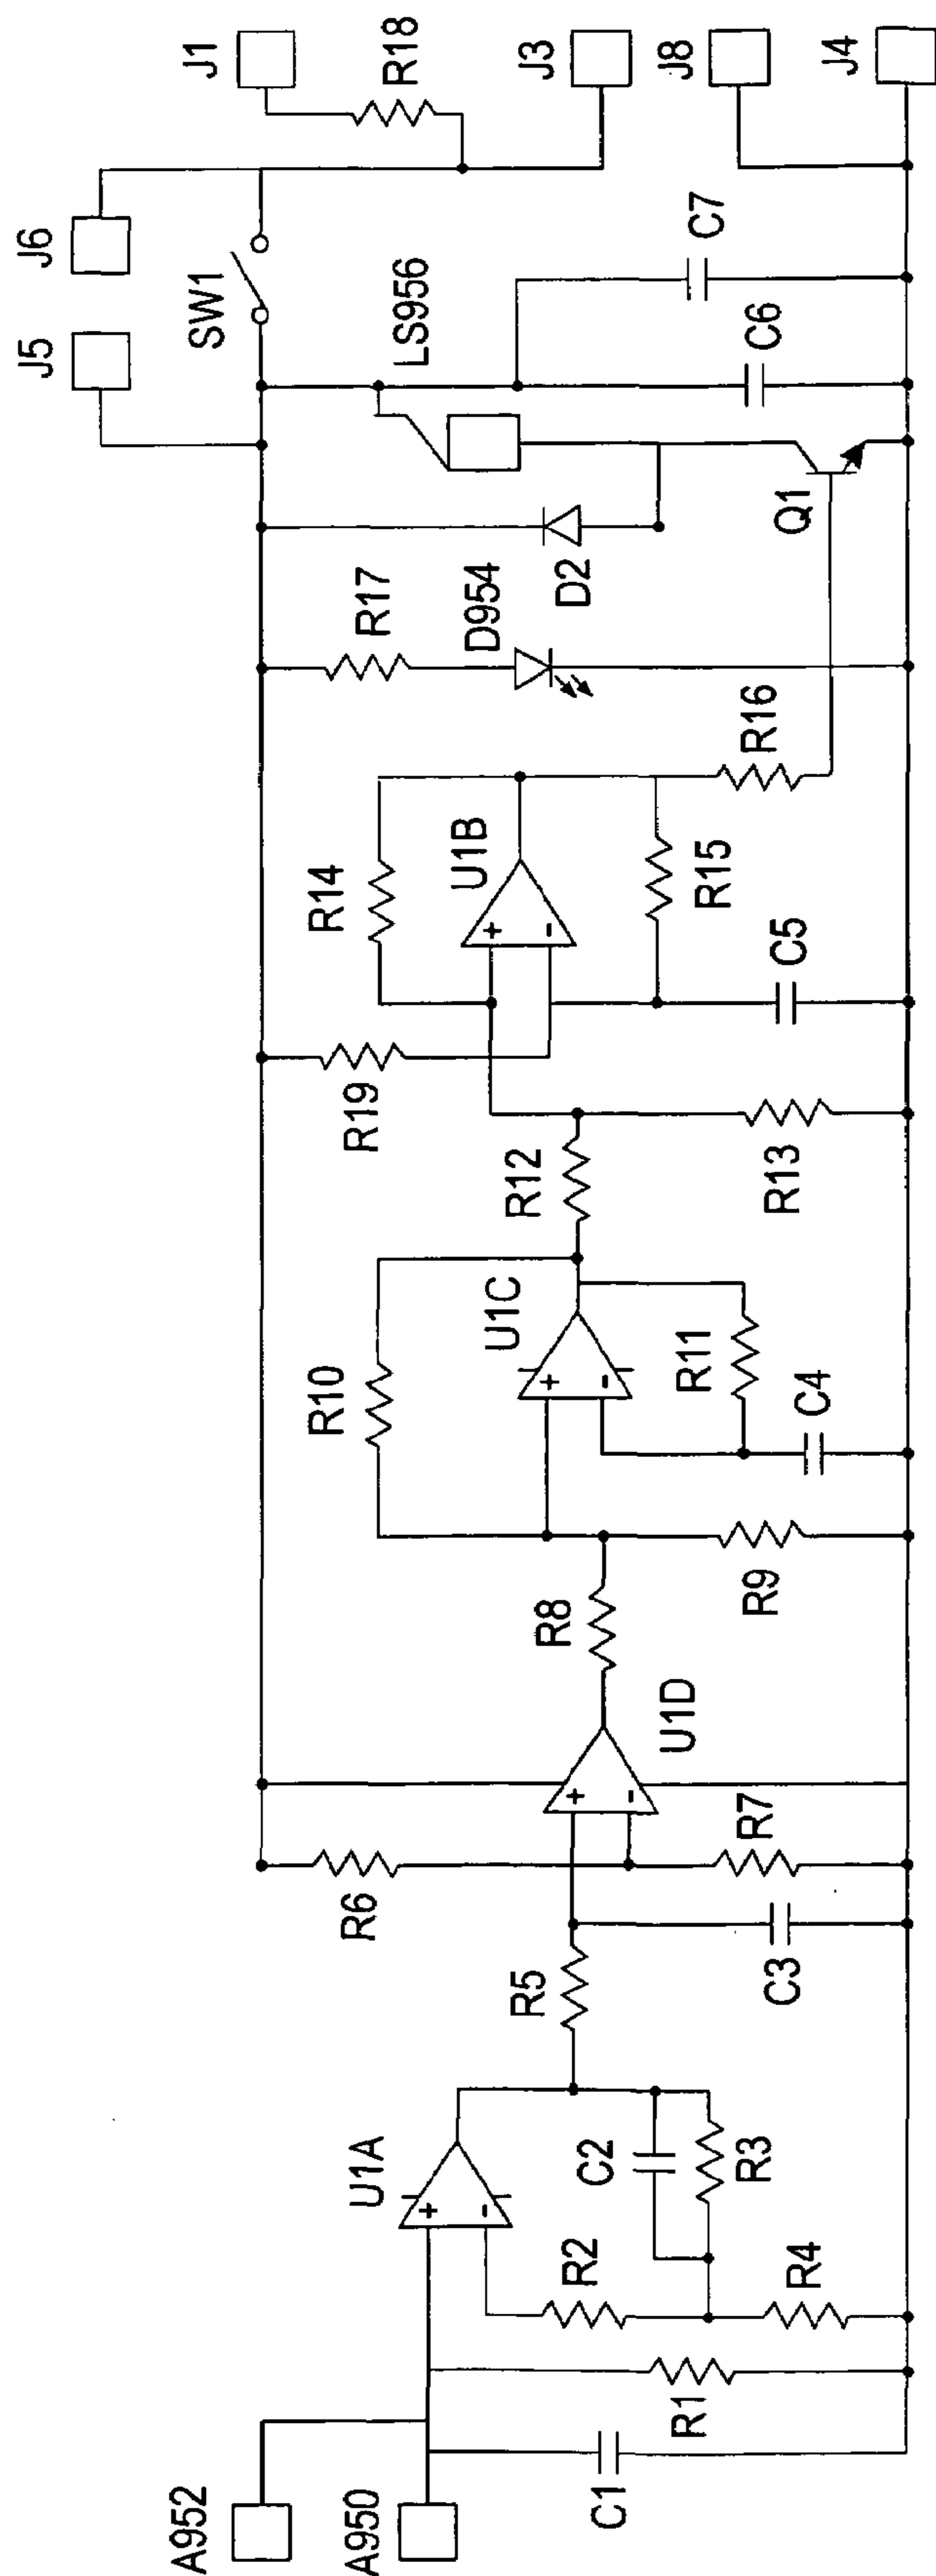 A952
A950
C1
R1
R2
R4
U1A
+
-
C2
R3
R5
C3
R6
R7
+
-
U1D
R8
R9
R10
+
-
U1C
R11
C4
R12
R13
R19
R14
+
-
U1B
R15
C5
R16
R17
D954
D2
Q1
LS956
C6
C7
SW1
J5
J6
J1
R18
J3
J8
J4